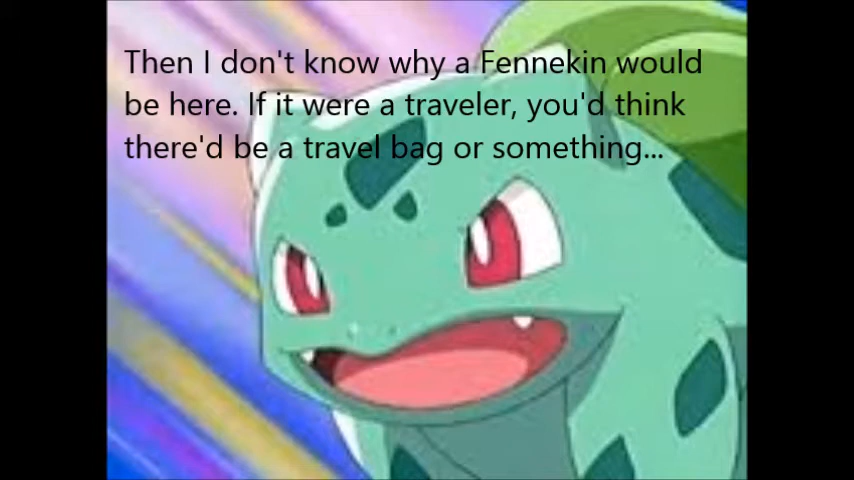 Then I don't know why a Fennekin would
be here. If it were a traveler, you'd think
there'd be a travel bag or something...